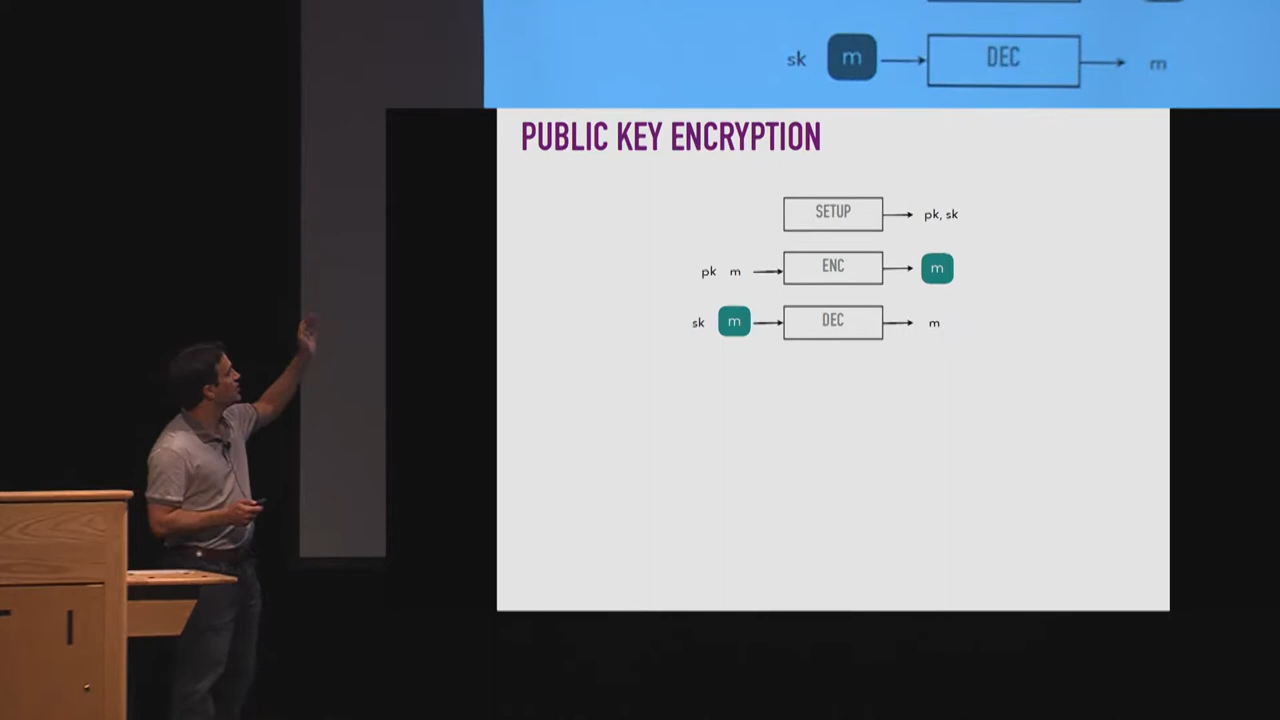 sk m DEC m
PUBLIC KEY ENCRYPTION
SETUP pk, sk
pk m ENC m
sk m DEC m